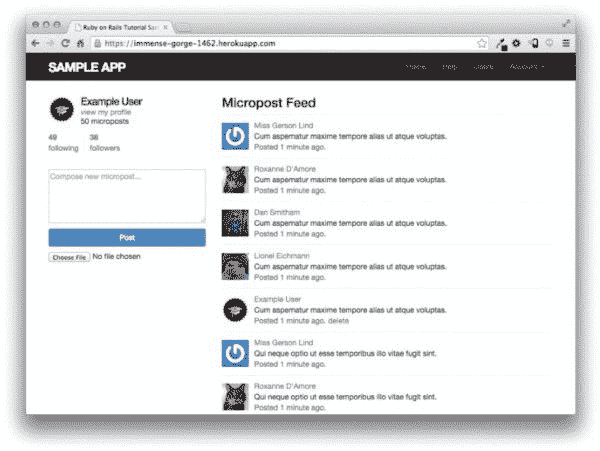 Ruby on Rails Tutorial Sam
https://immense-gorge-1462.herokuapp.com
SAMPLE APP
Home Help Users Account
Example User
view my profile
50 microposts
49 38
following followers
Compose new micropost...
Post
Choose File No file chosen
Micropost Feed
Miss Gerson Lind
Cum aspernatur maxime tempore alias ut atque voluptas.
Posted 1 minute ago.
Roxanne D'Amore
Cum aspernatur maxime tempore alias ut atque voluptas.
Posted 1 minute ago.
Dan Smitham
Cum aspernatur maxime tempore alias ut atque voluptas.
Posted 1 minute ago.
Lionel Eichmann
Cum aspernatur maxime tempore alias ut atque voluptas.
Posted 1 minute ago.
Example User
Cum aspernatur maxime tempore alias ut atque voluptas.
Posted 1 minute ago. delete
Miss Gerson Lind
Qui neque optio ut esse temporibus illo vitae fugit sint.
Posted 1 minute ago.
Roxanne D'Amore
Qui neque optio ut esse temporibus illo vitae fugit sint.
Posted 1 minute ago.